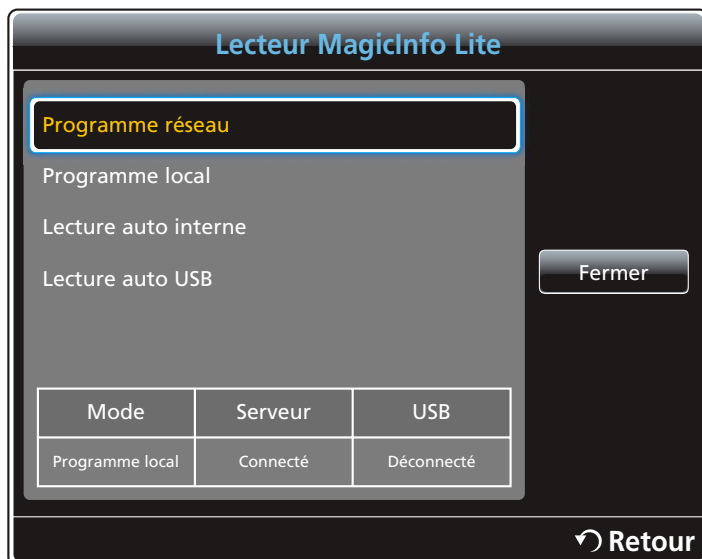 Lecteur MagicInfo Lite
Programme réseau
Programme local
Lecture auto interne
Lecture auto USB
Fermer
Mode Serveur USB
Programme local Connecté Déconnecté
Retour